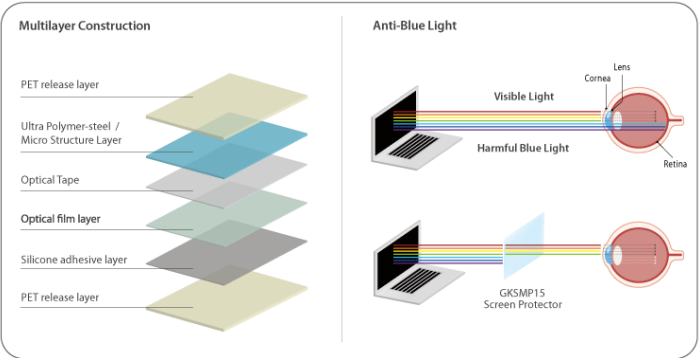 Multilayer Construction
PET release layer
Ultra Polymer-steel /
Micro Structure Layer
Optical Tape
Optical film layer
Silicone adhesive layer
PET release layer
Anti-Blue Light
Lens
Cornea
Visible Light
Harmful Blue Light
Retina
GKSMP15
Screen Protector